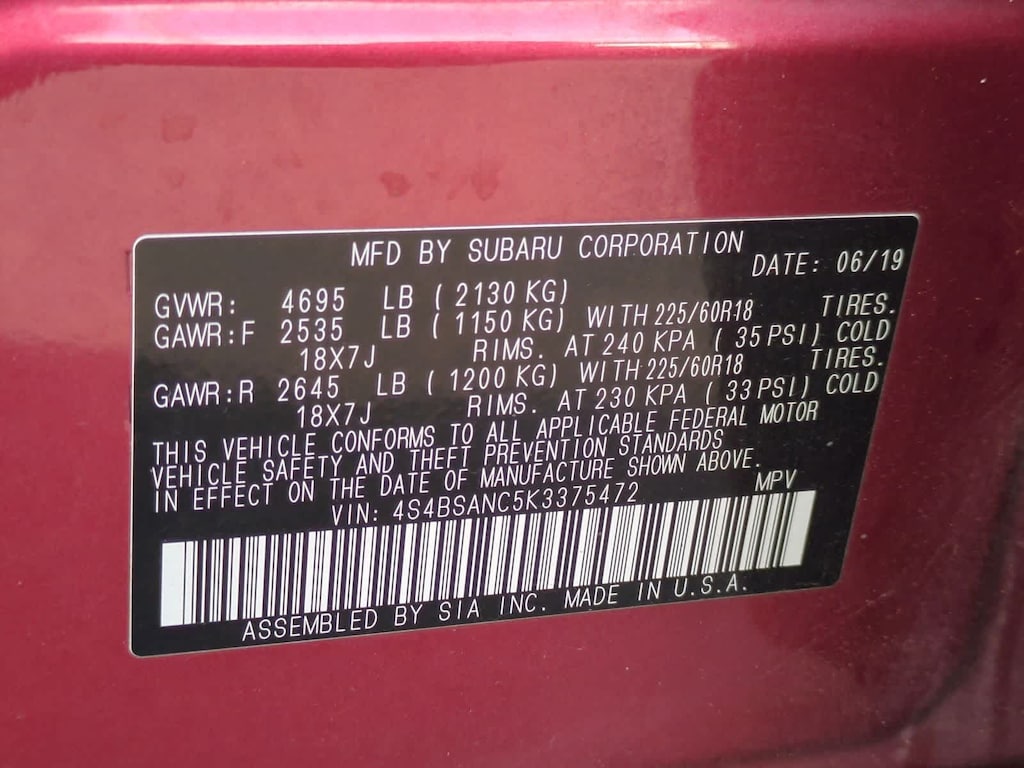 MFD BY SUBARU CORPORATION
DATE: 06/19
GVWR: 4695 LB ( 2130 KG)
GAWR:F 2535 LB ( 1150 KG) WITH 225/60R18 TIRES.
18X7J RIMS. AT 240 KPA ( 35 PSI) COLD
GAWR:R 2645 LB ( 1200 KG) WITH 225/60R18 TIRES.
18X7J RIMS. AT 230 KPA ( 33 PSI) COLD
THIS VEHICLE CONFORMS TO ALL APPLICABLE FEDERAL MOTOR
VEHICLE SAFETY AND THEFT PREVENTION STANDARDS
IN EFFECT ON THE DATE OF MANUFACTURE SHOWN ABOVE.
VIN: 4S4BSANC5K3375472 MPV
ASSEMBLED BY SIA INC. MADE IN U.S.A.